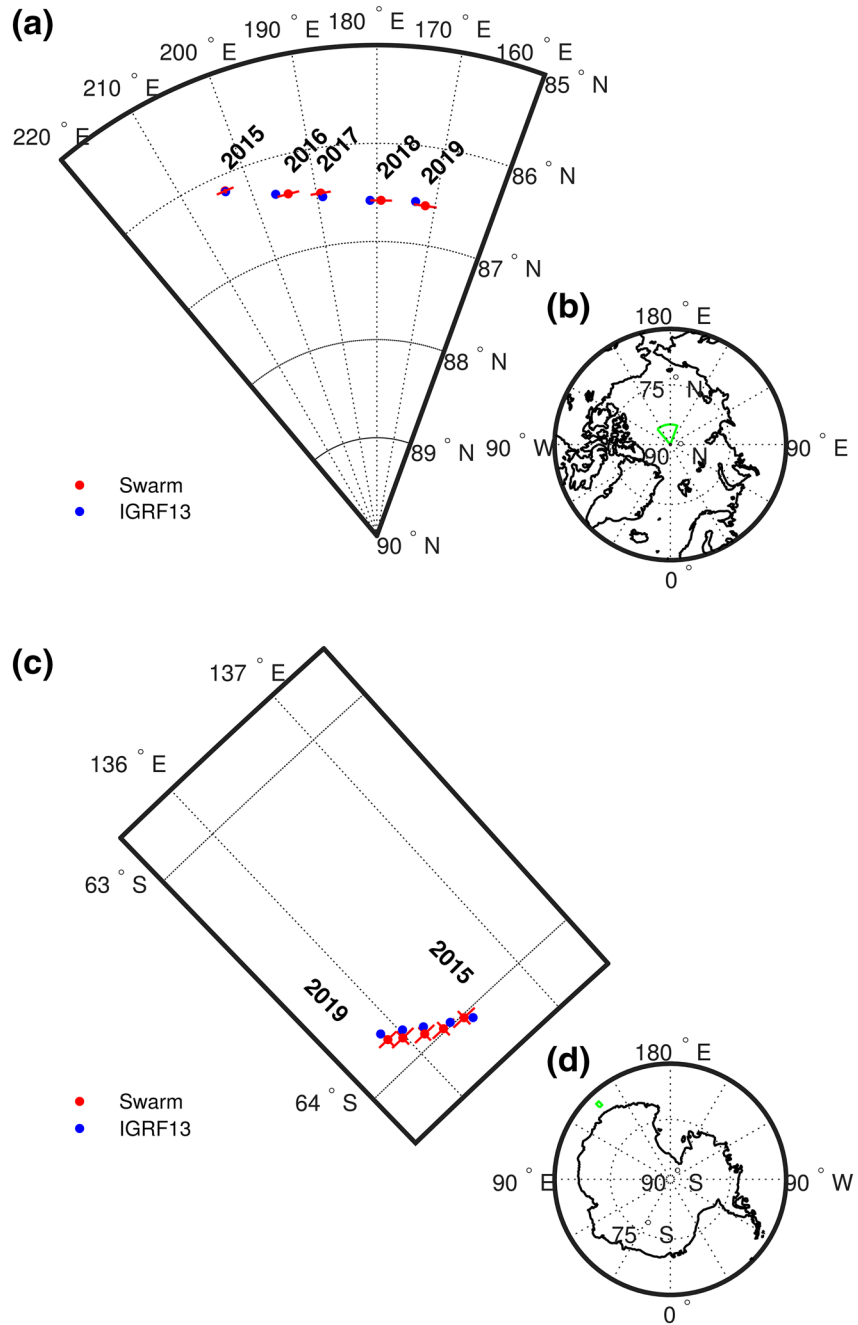 (a)
180 ° E
190 ° E
170 ° E
200 ° E
160 ° E
210 ° E
85 ° N
220 ° E
2015
2016
2017
2018
2019
86 ° N
87 ° N
88 ° N
89 ° N
90 ° N
Swarm
IGRF13
(b)
180 ° E
75 ° N
90 ° W
90 ° N
90 ° E
0 °
(c)
137 ° E
136 ° E
63 ° S
2015
2019
64 ° S
Swarm
IGRF13
(d)
180 ° E
90 ° E
90 ° S
90 ° W
75 ° S
0 °